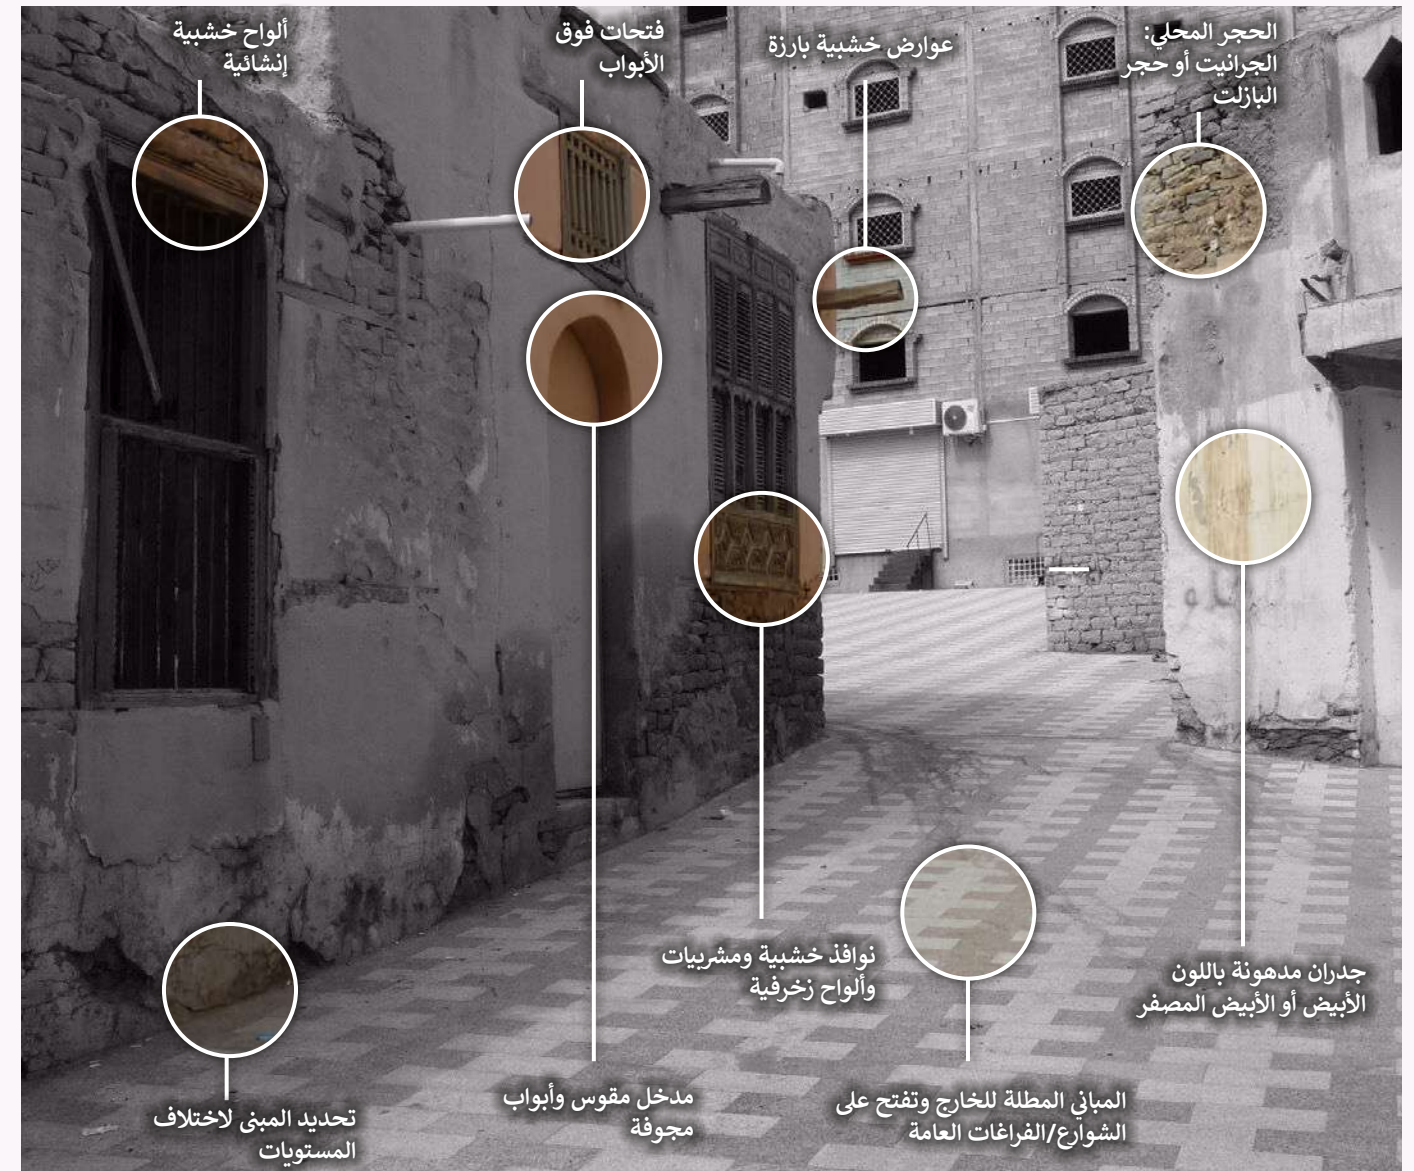 الحجر المحلي:
الجرانيت أو حجر
البازلت
عوارض خشبية بارزة
فتحات فوق
الأبواب
ألواح خشبية
إنشائية
جدران مدهونة باللون
الأبيض أو الأبيض المصفر
نوافذ خشبية ومشربيات
وألواح زخرفية
المباني المطلة للخارج وتفتح على
الشوارع/الفراغات العامة
مدخل مقوس وأبواب
مجوفة
تحديد المبنى لاختلاف
المستويات